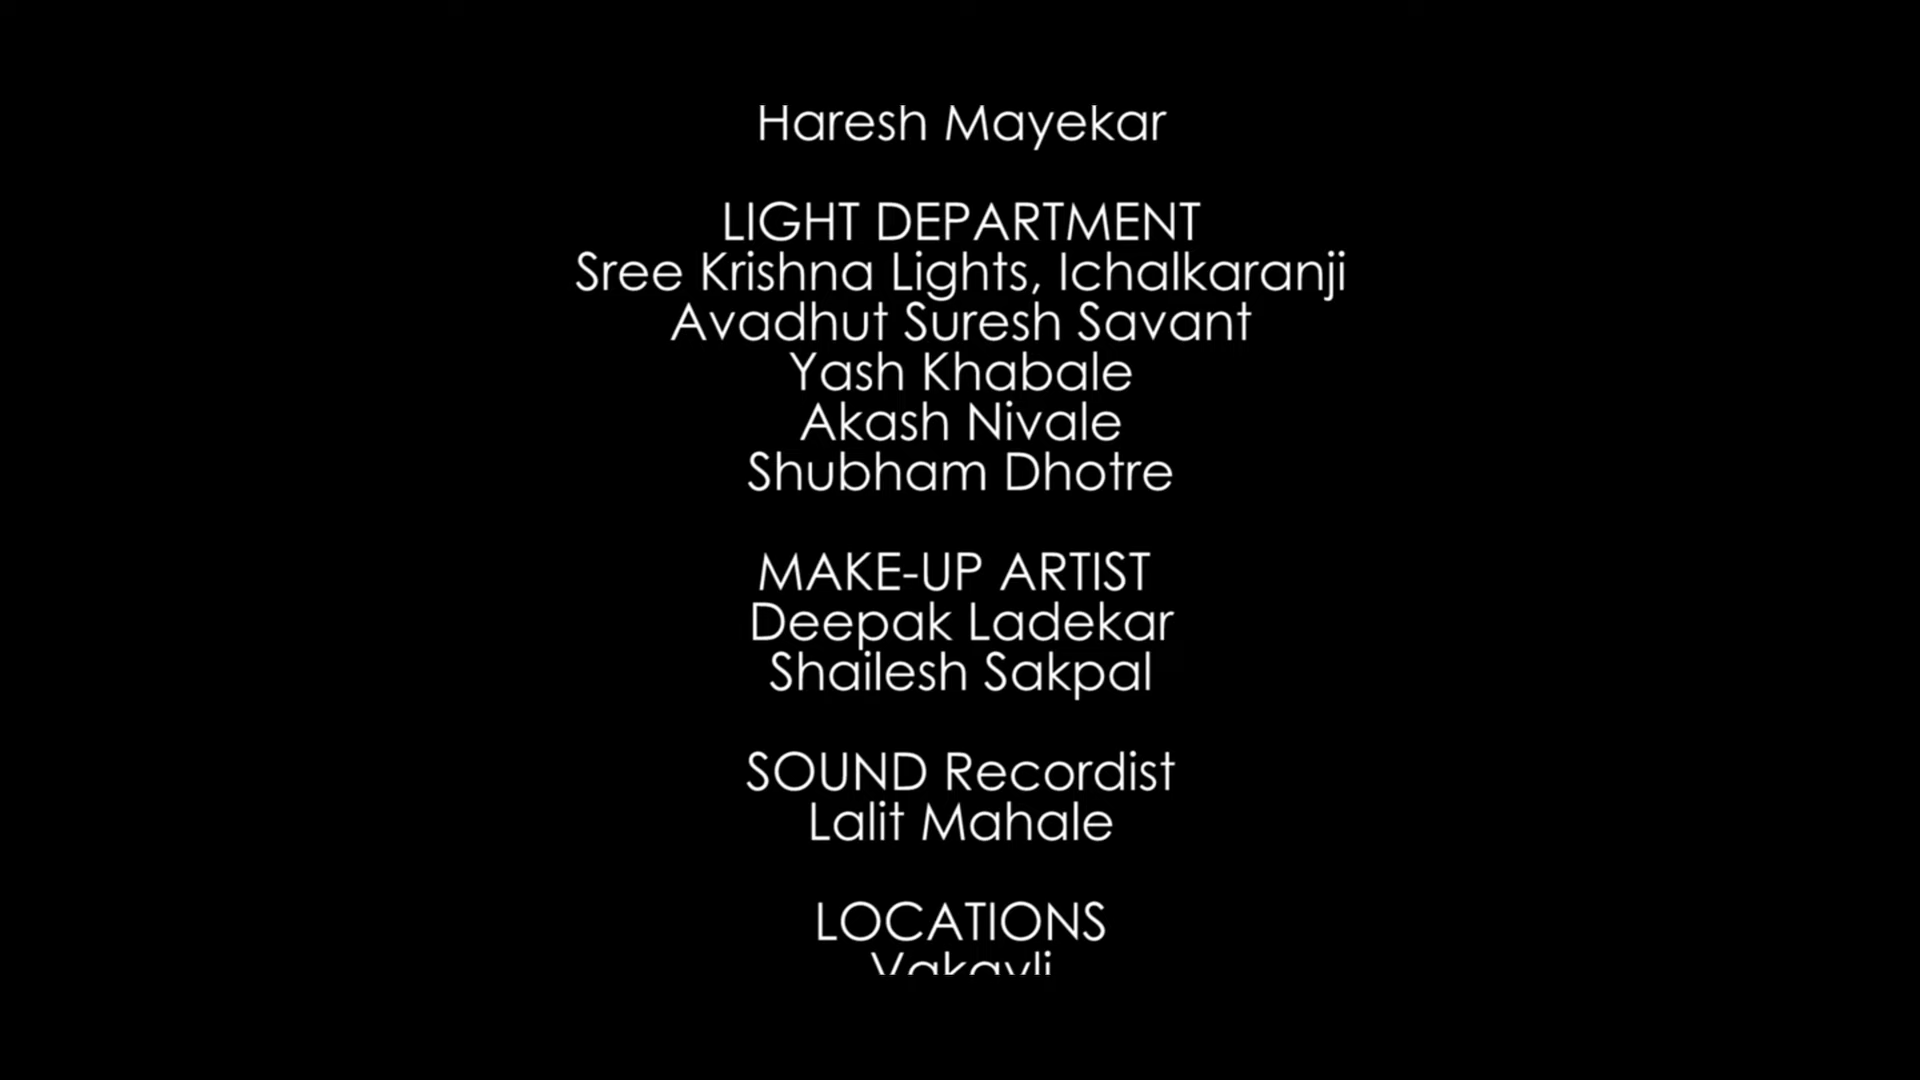 Haresh Mayekar
LIGHT DEPARTMENT
Sree Krishna Lights, Ichalkaranji
Avadhut Suresh Savant
Yash Khabale
Akash Nivale
Shubham Dhotre
MAKE-UP ARTIST
Deepak Ladekar
Shailesh Sakpal
SOUND Recordist
Lalit Mahale
LOCATIONS